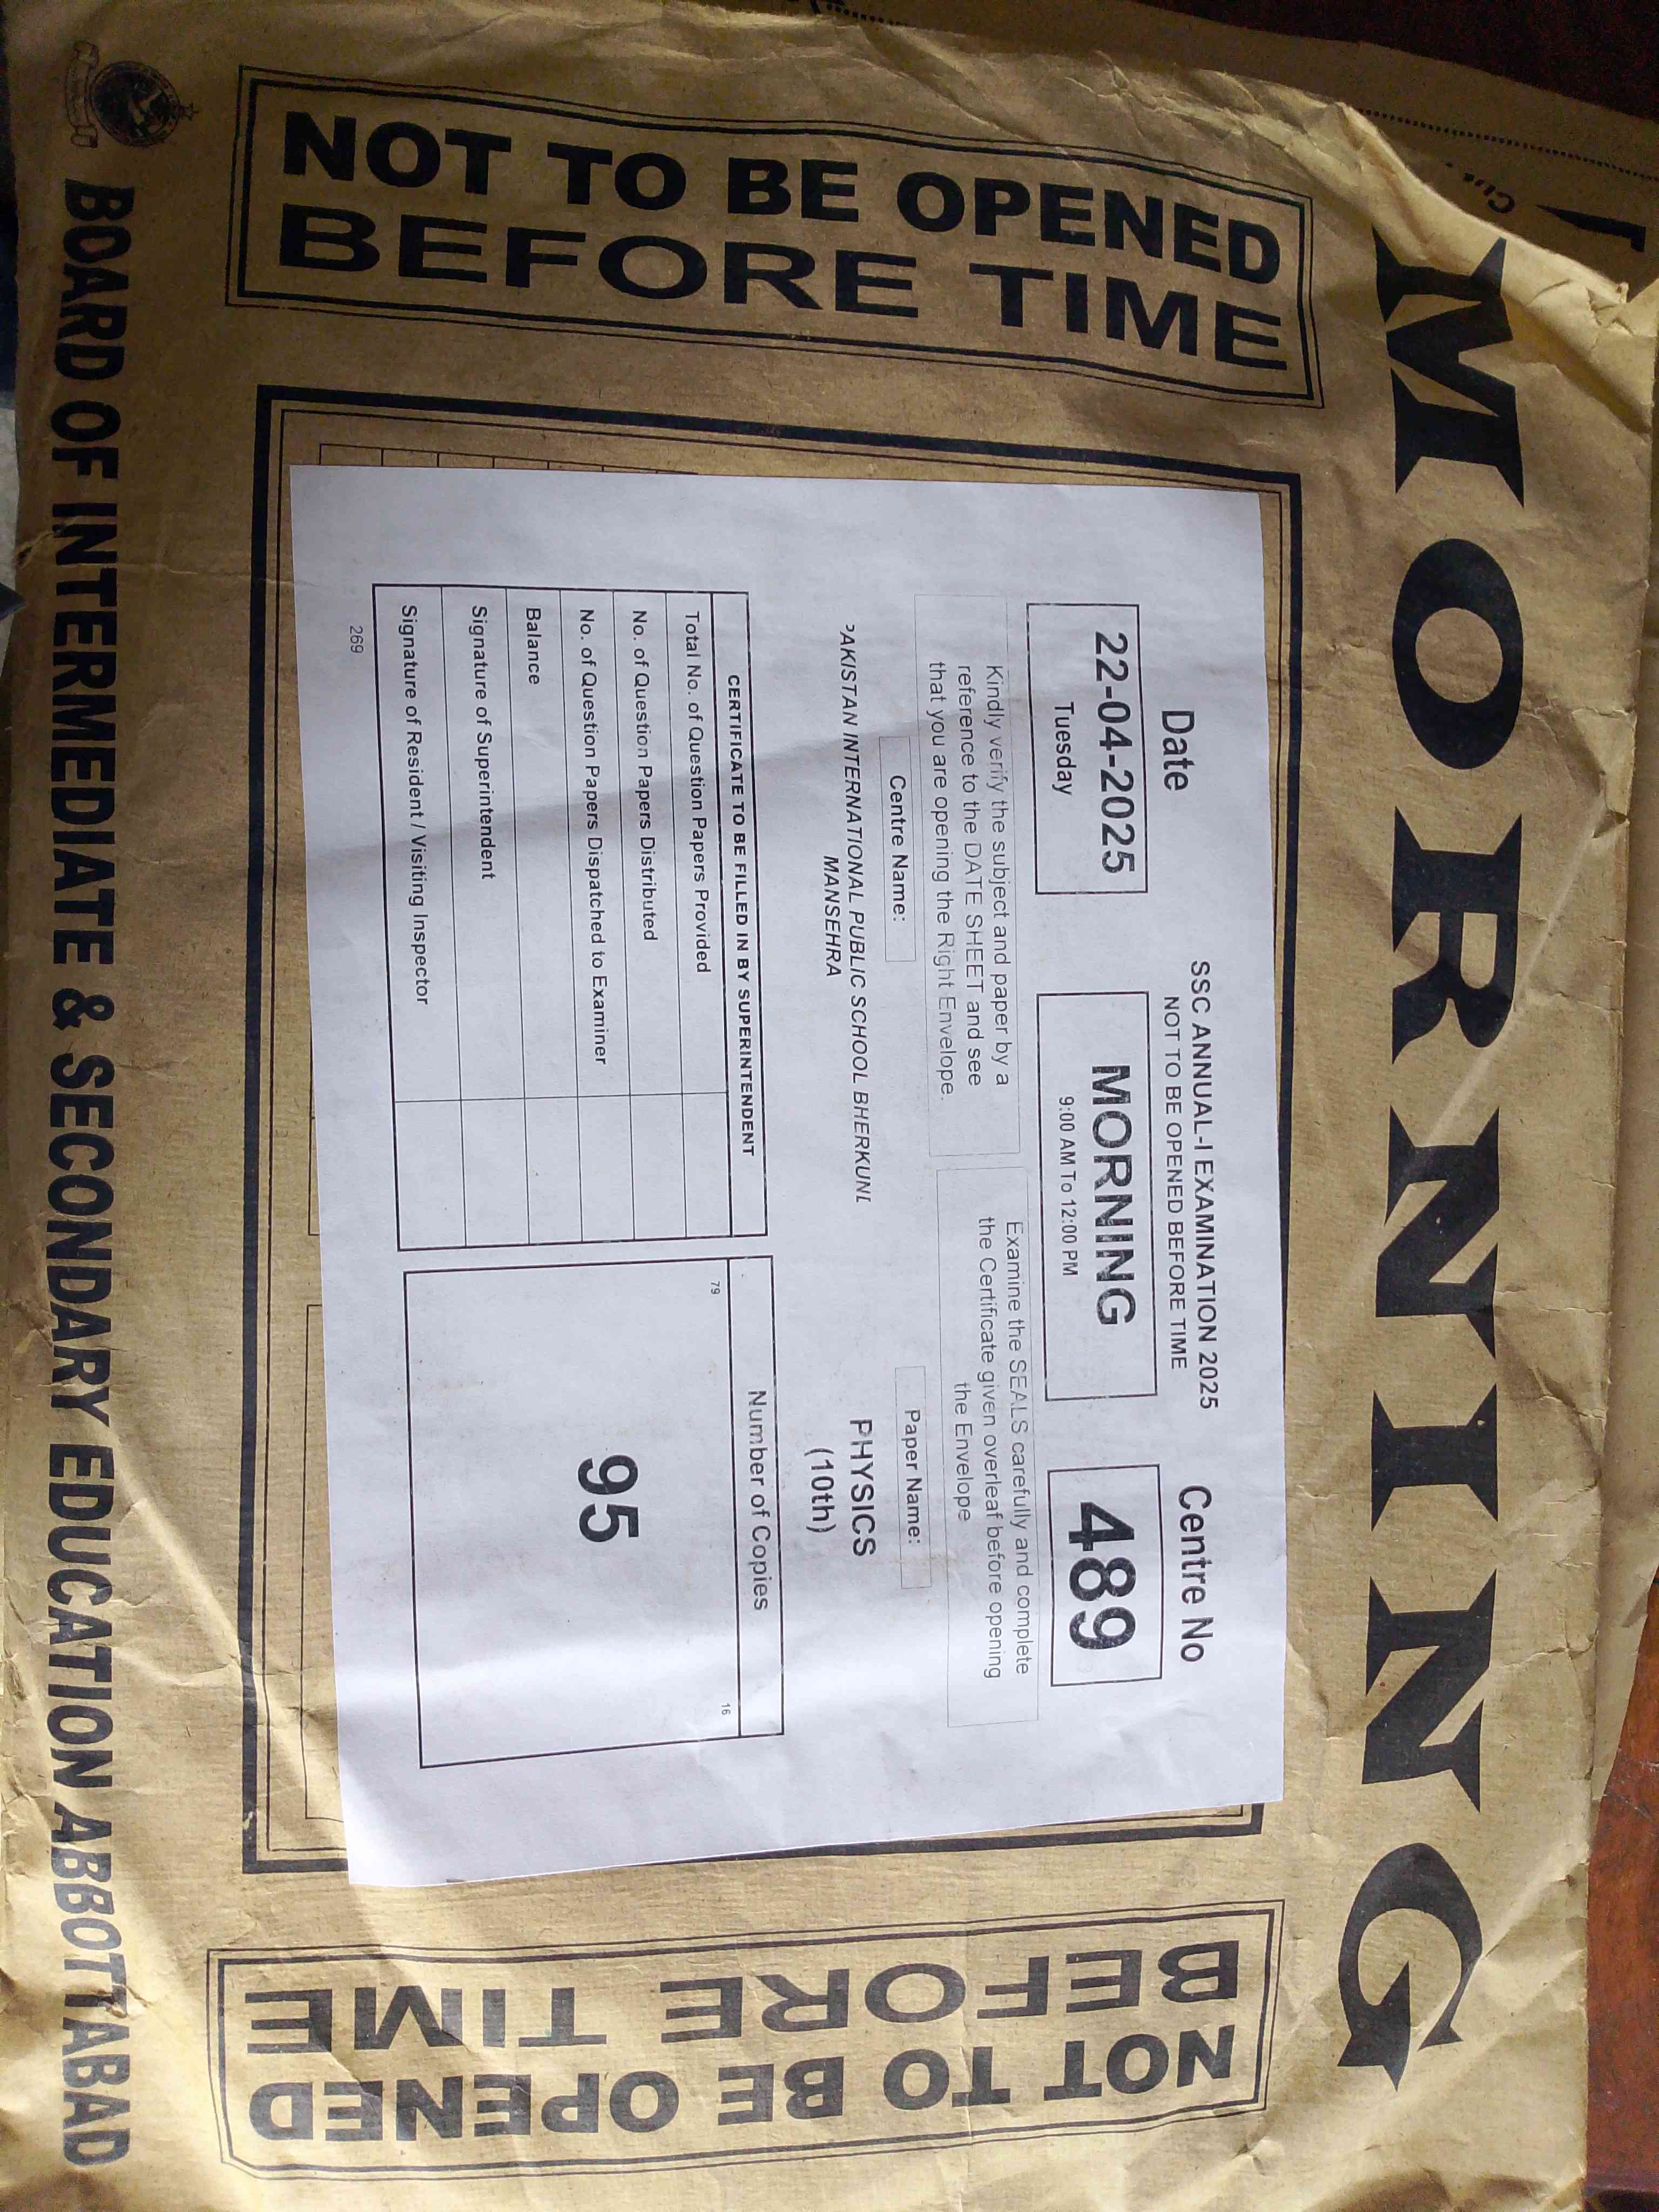 MORNING
NOT TO BE OPENED
BEFORE TIME
Date
22-04-2025
Tuesday
SSC ANNUAL-I EXAMINATION 2025
NOT TO BE OPENED BEFORE TIME
MORNING
9:00 AM To 12:00 PM
Centre No
489
Kindly verify the subject and paper by a
reference to the DATE SHEET and see
that you are opening the Right Envelope.
Examine the SEALS carefully and complete
the Certificate given overleaf before opening
the Envelope
Centre Name:
PAKISTAN INTERNATIONAL PUBLIC SCHOOL BHERKUND
MANSEHRA
Paper Name:
PHYSICS
(10th)
CERTIFICATE TO BE FILLED IN BY SUPERINTENDENT
Total No. of Question Papers Provided
No. of Question Papers Distributed
No. of Question Papers Dispatched to Examiner
Balance
Signature of Superintendent
Signature of Resident / Visiting Inspector
269
Number of Copies
79
16
95
NOT TO BE OPENED
BEFORE TIME
BOARD OF INTERMEDIATE & SECONDARY EDUCATION ABBOTTABAD